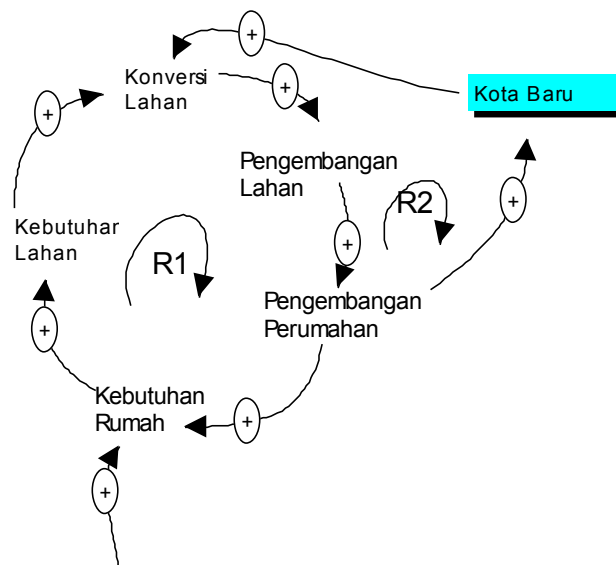 +
Konversi
Lahan
+
Kota Baru
+
Pengembangan
Lahan
R2
+
Kebutuhar
Lahan
+
R1
Pengembangan
Perumahan
+
Kebutuhan
Rumah
+
+